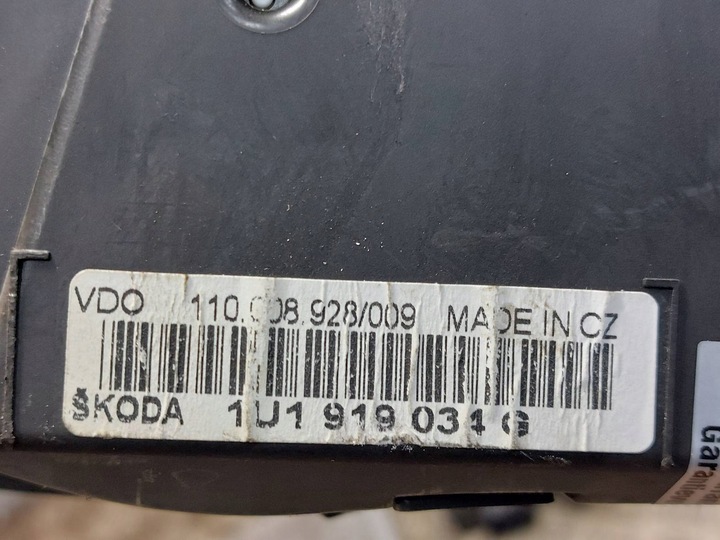 VDO 110.008.928/009 MADE IN CZ
ŠKODA 1U1 919 034 G